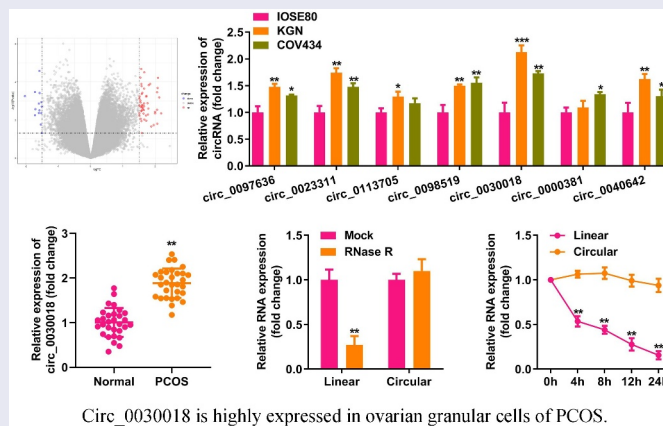 IOSE80
KGN
COV434
Relative expression of
circRNA (fold change)
2.5
2.0
1.5
1.0
0.5
0.0
** ** ** ** * ** *** ** ** ** * ** *
circ_0097636
circ_0023311
circ_0113705
circ_0098519
circ_0030018
circ_0000381
circ_0040642
Relative expression of
circ_0030018 (fold change)
3
2
1
0
**
Normal PCOS
Relative RNA expression
(fold change)
1.5
1.0
0.5
0.0
Mock
RNase R
**
Linear Circular
Relative RNA expression
(fold change)
1.5
1.0
0.5
0.0
Linear
Circular
** ** ** **
0h 4h 8h 12h 24h
Circ_0030018 is highly expressed in ovarian granular cells of PCOS.